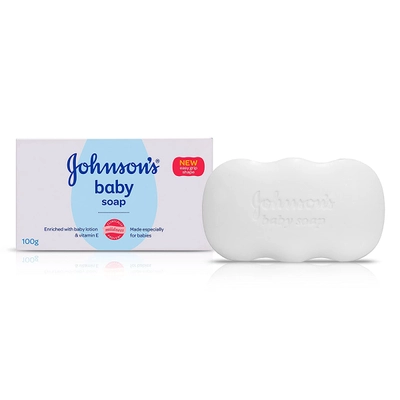 Johnson's®
baby
soap
NEW
easy grip
shape
Enriched with baby lotion
& vitamin E
Made especially
for babies
100g
Johnson's
baby soap